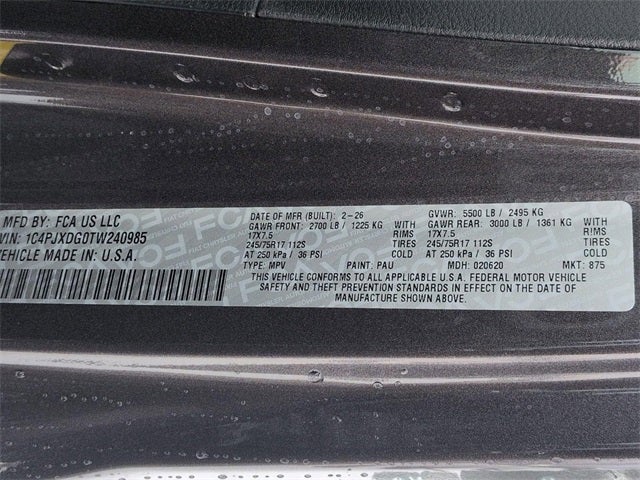 MFD BY: FCA US LLC
VIN: 1C4PJXDG0TW240985
VEHICLE MADE IN: U.S.A.
DATE OF MFR (BUILT): 2-26 GVWR: 5500 LB / 2495 KG
GAWR FRONT: 2700 LB / 1225 KG GAWR REAR: 3000 LB / 1361 KG
17X7.5 RIMS 17X7.5 RIMS
245/75R17 112S TIRES 245/75R17 112S TIRES
AT 250 kPa / 36 PSI COLD AT 250 kPa / 36 PSI COLD
TYPE: MPV PAINT: PAU MDH: 020620 MKT: 875
THIS VEHICLE CONFORMS TO ALL APPLICABLE U.S.A. FEDERAL MOTOR VEHICLE
SAFETY AND THEFT PREVENTION STANDARDS IN EFFECT ON THE DATE OF
MANUFACTURE SHOWN ABOVE.